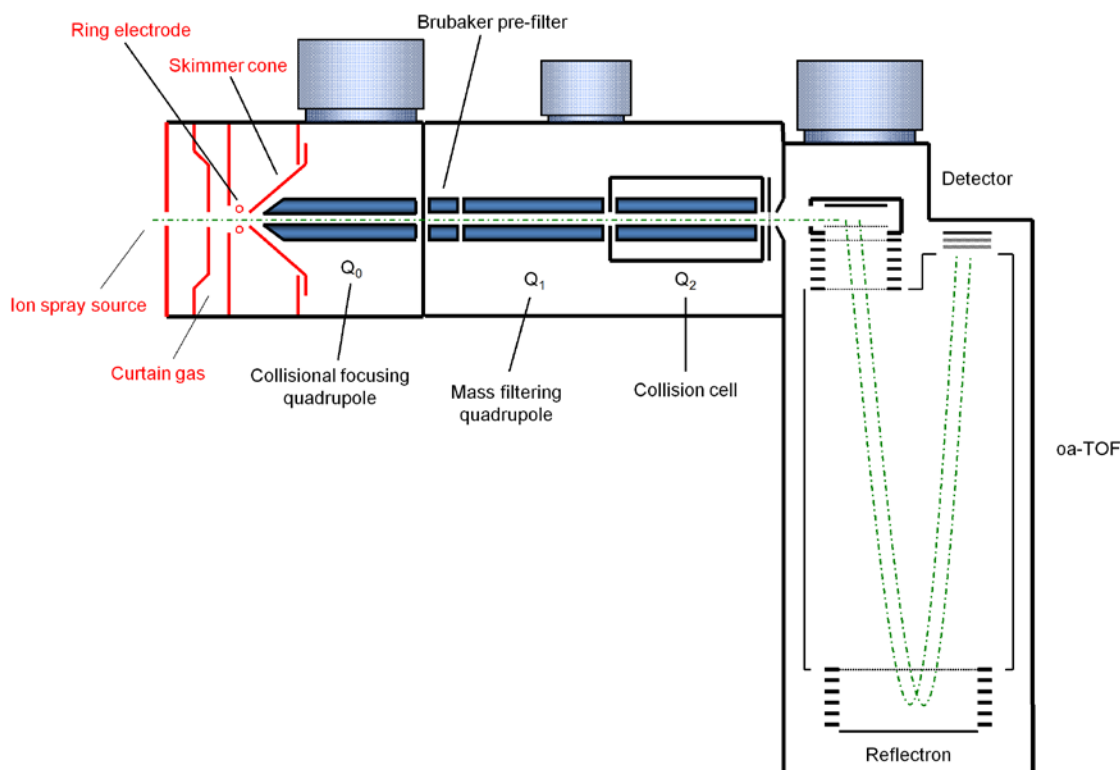 Ring electrode
Brubaker pre-filter
Skimmer cone
Detector
Q0
Q1
Q2
Ion spray source
Curtain gas
Collisional focusing
quadrupole
Mass filtering
quadrupole
Collision cell
oa-TOF
Reflectron